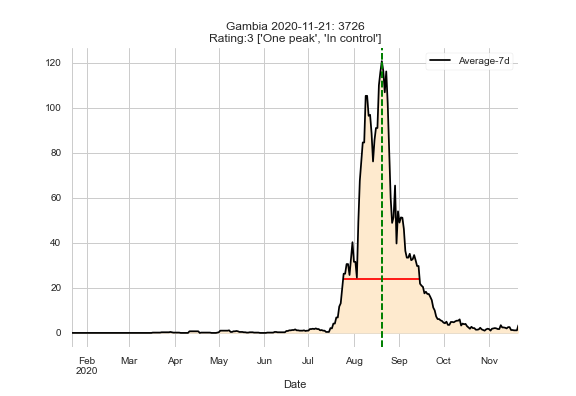 Gambia 2020-11-21: 3726
Rating:3 ['One peak', 'In control']
Average-7d
120
100
80
60
40
20
0
Feb Mar Apr May Jun Jul Aug Sep Oct Nov
2020
Date